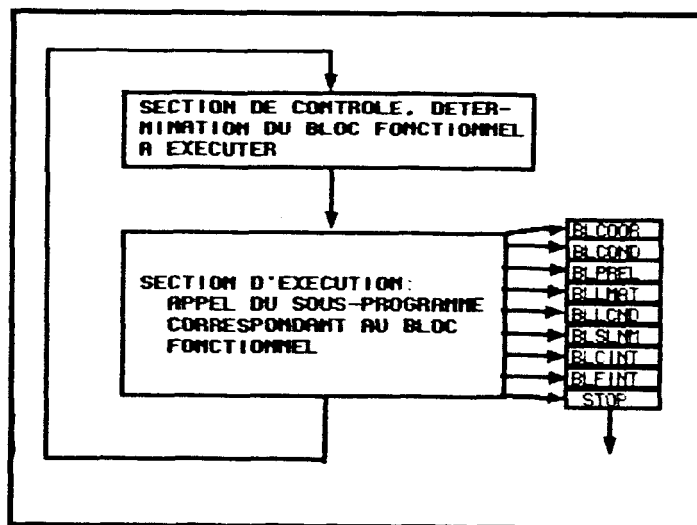 SECTION DE CONTROLE, DETER-
MINATION DU BLOC FONCTIONNEL
A EXECUTER
SECTION D'EXECUTION:
APPEL DU SOUS-PROGRAMME
CORRESPONDANT AU BLOC
FONCTIONNEL
BLCOOR
BLCOND
BLPREL
BLLMAT
BLLCND
BLSLNM
BLCINT
BLFINT
STOP